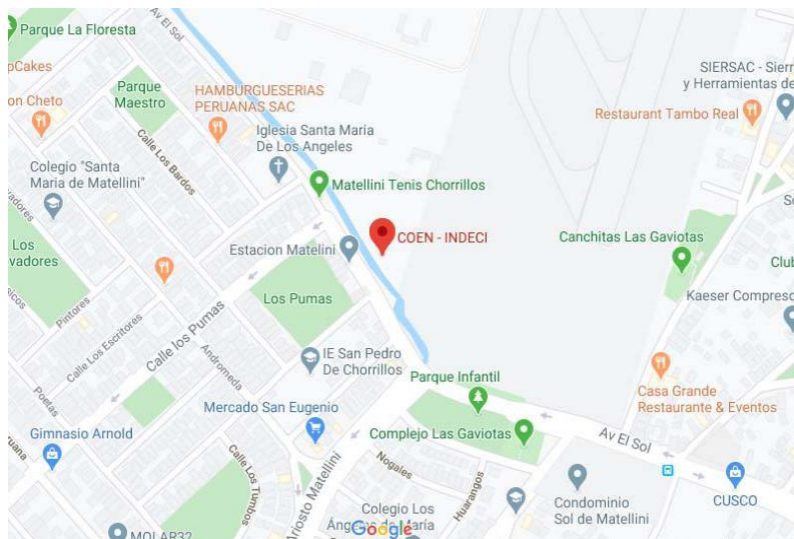 Parque La Floresta
Av El Sol
pCakes
on Cheto
Parque
Maestro
HAMBURGUESERIAS
PERUANAS SAC
SIERSAC - Sierr
y Herramientas de
Restaurant Tambo Real
Calle Los Bardos
Iglesia Santa Maria
De Los Angeles
Colegio "Santa
Maria de Matellini"
Matellini Tenis Chorrillos
COEN - INDECI
Canchitas Las Gaviotas
Estacion Matelini
Los
vadores
Club
Los Pumas
Kaeser Compresc
Pintores
Calle Los Escritores
Calle los Pumas
IE San Pedro
De Chorrillos
Andromeda
Poetas
Parque Infantil
Casa Grande
Restaurante & Eventos
Mercado San Eugenio
Gimnasio Arnold
Complejo Las Gaviotas
Av El Sol
Calle Los Tumbos
Ariosto Matellini
Nogales
Huarangos
Condominio
Sol de Matellini
CUSCO
Colegio Los
Ángeles de María
MOLAR32
Google